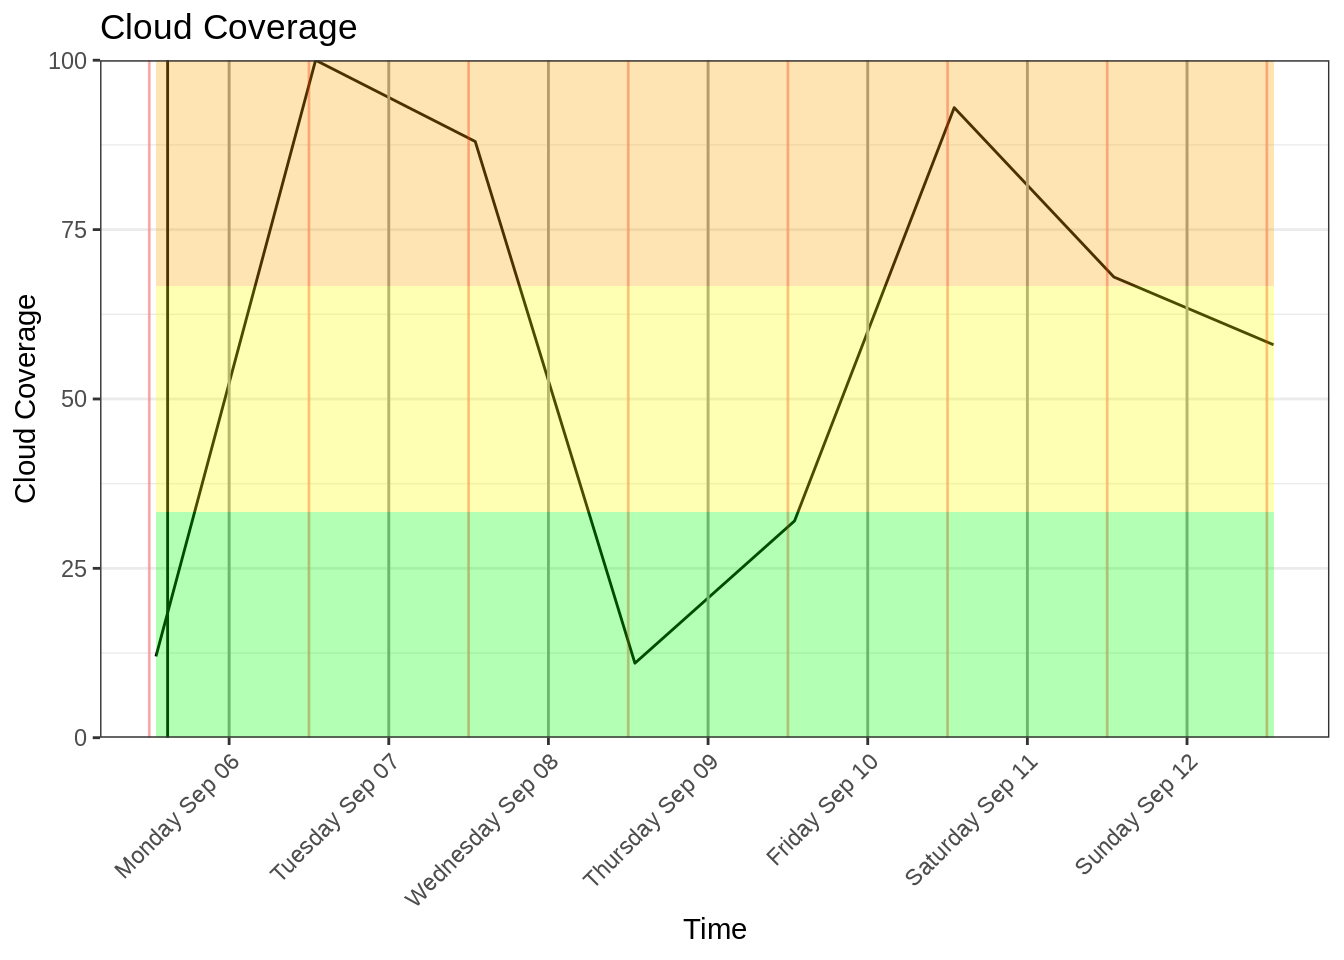 Cloud Coverage
100
75
50
25
0
Cloud Coverage
Monday Sep 06
Tuesday Sep 07
Wednesday Sep 08
Thursday Sep 09
Friday Sep 10
Saturday Sep 11
Sunday Sep 12
Time